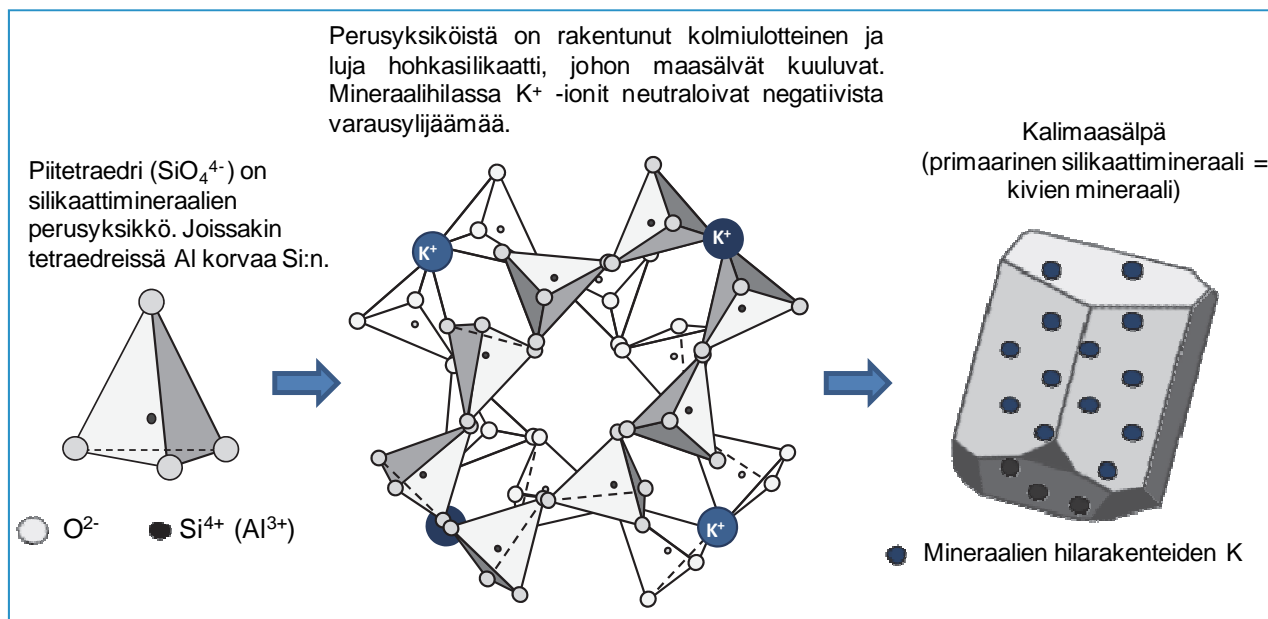 Perusyksiköistä on rakentunut kolmiulotteinen ja
luja hohkasilikaatti, johon maasälvät kuuluvat.
Mineraalihilassa K⁺ -ionit neutraloivat negatiivista
varausylijäämää.
Piitetraedri (SiO₄⁴⁻) on
silikaattimineraalien
perusyksikkö. Joissakin
tetraedreissä Al korvaa Si:n.
Kalimaasälpä
(primaarinen silikaattimineraali =
kivien mineraali)
K⁺
K⁺
K⁺
O²⁻
Si⁴⁺ (Al³⁺)
Mineraalien hilarakenteiden K